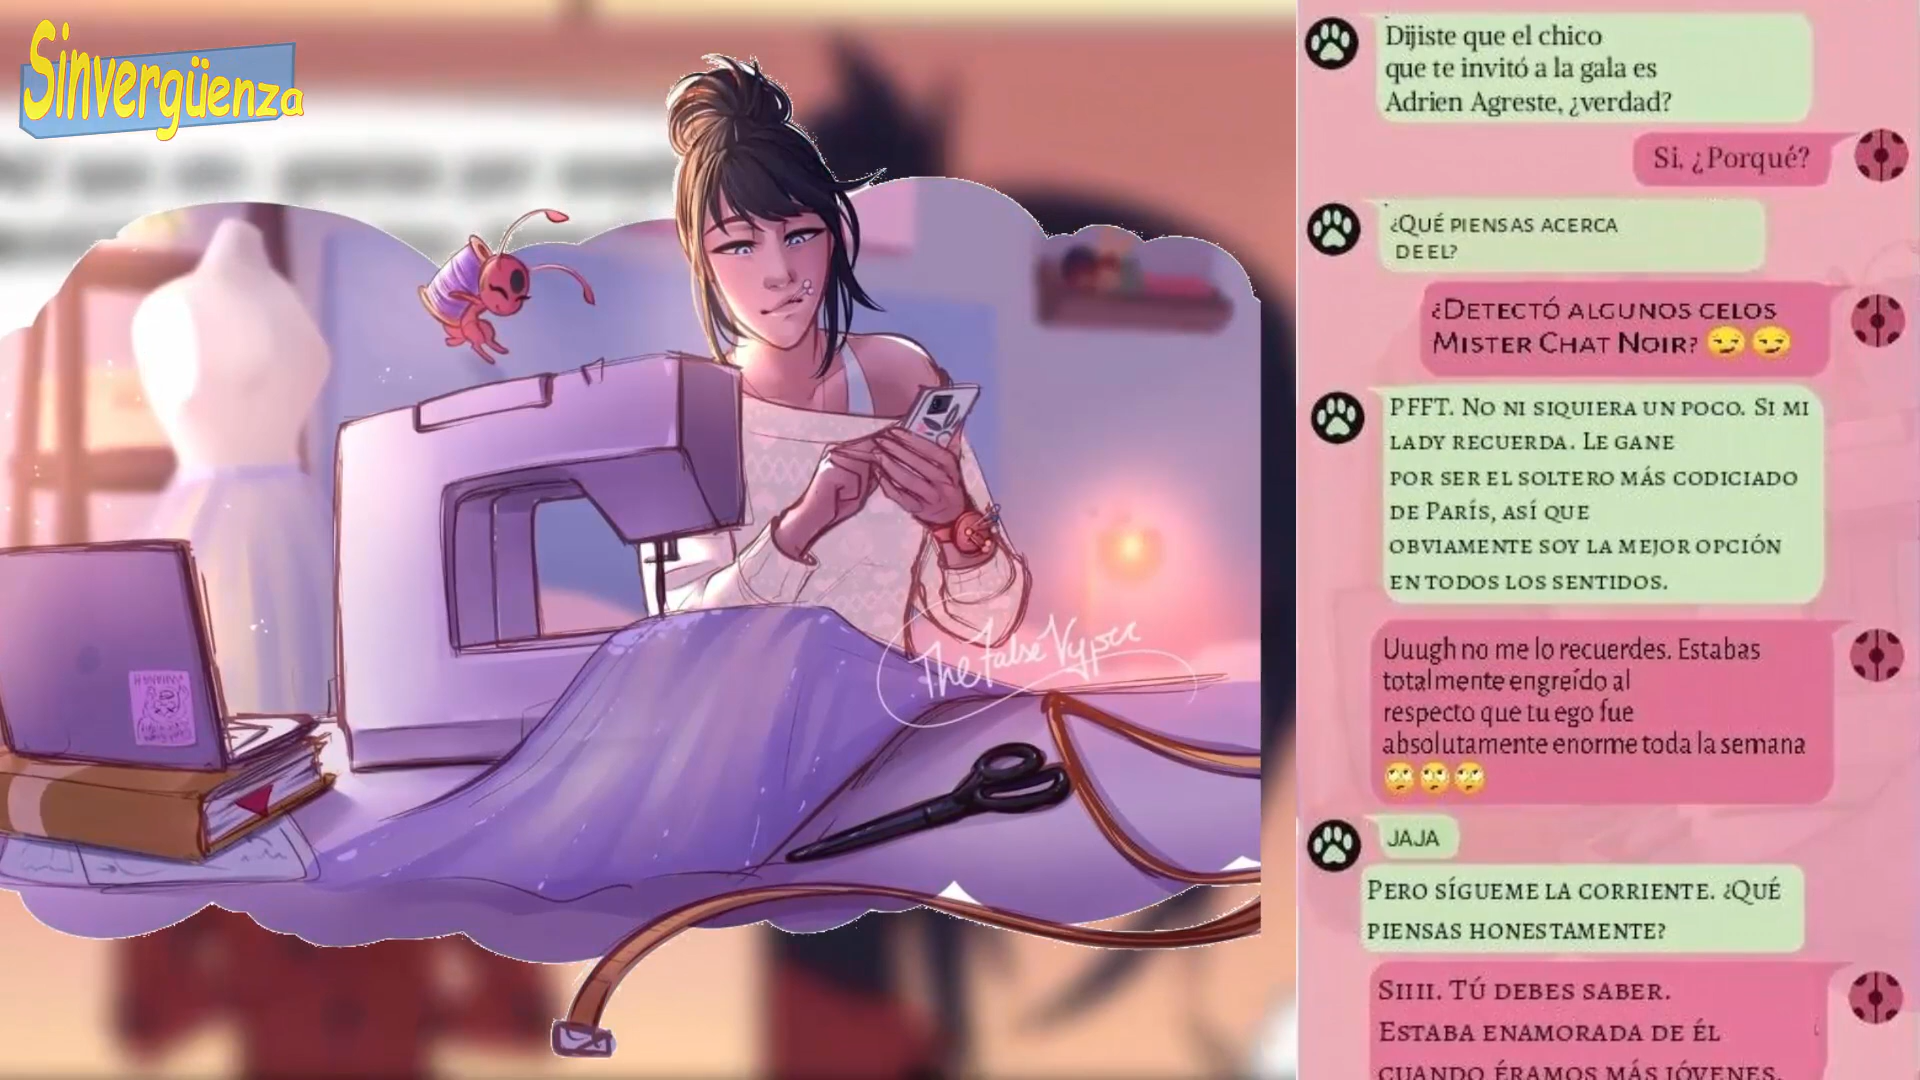 Sinvergüenza
TheFalseVyper
Dijiste que el chico
que te invitó a la gala es
Adrien Agreste, ¿verdad?
Si, ¿Porqué?
¿QUÉ PIENSAS ACERCA
DE EL?
¿DETECTÓ ALGUNOS CELOS
MISTER CHAT NOIR? 😏😏
PFFT. NO NI SIQUIERA UN POCO. SI MI
LADY RECUERDA. LE GANE
POR SER EL SOLTERO MÁS CODICIADO
DE PARÍS, ASÍ QUE
OBVIAMENTE SOY LA MEJOR OPCIÓN
EN TODOS LOS SENTIDOS.
Uuugh no me lo recuerdes. Estabas
totalmente engreído al
respecto que tu ego fue
absolutamente enorme toda la semana
🙄🙄🙄
JAJA
PERO SÍGUEME LA CORRIENTE. ¿QUÉ
PIENSAS HONESTAMENTE?
SIIII. TÚ DEBES SABER.
ESTABA ENAMORADA DE ÉL
CUANDO ÉRAMOS MÁS JÓVENES.